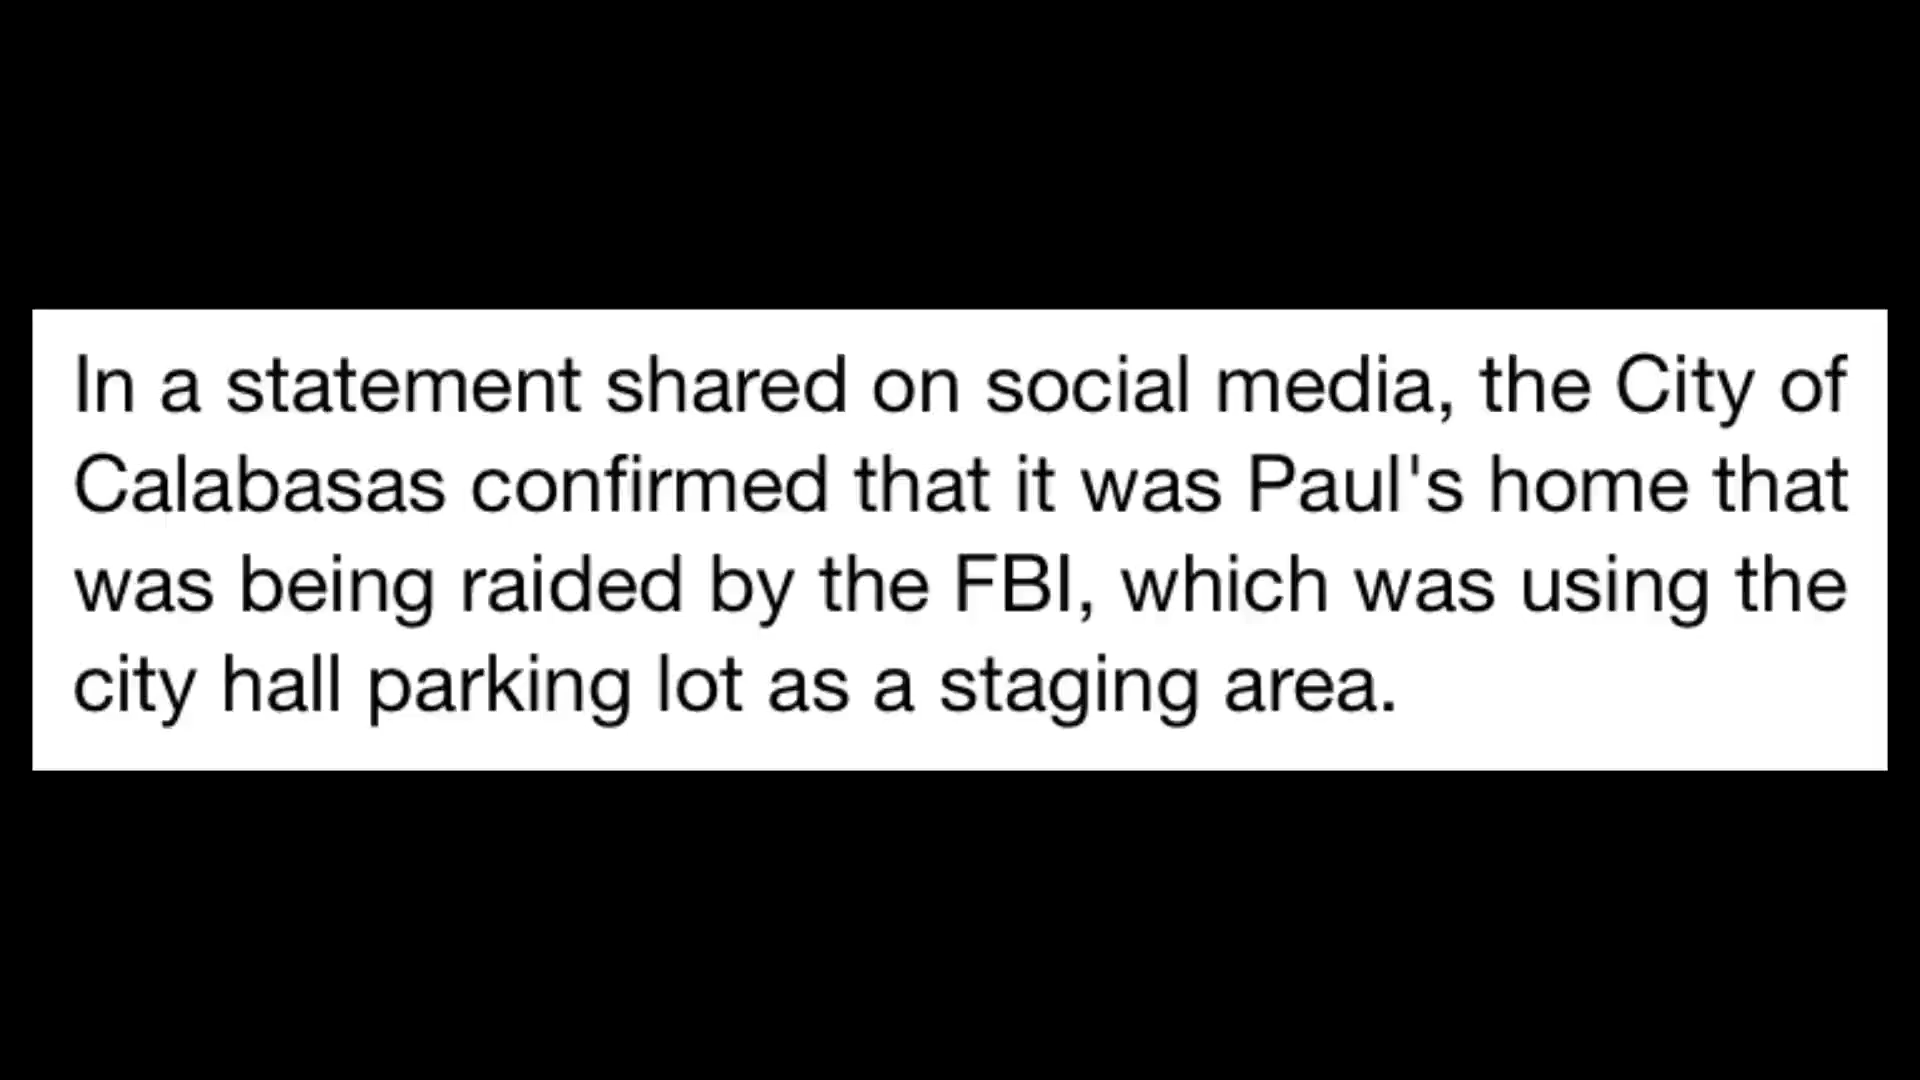 In a statement shared on social media, the City of
Calabasas confirmed that it was Paul's home that
was being raided by the FBI, which was using the
city hall parking lot as a staging area.